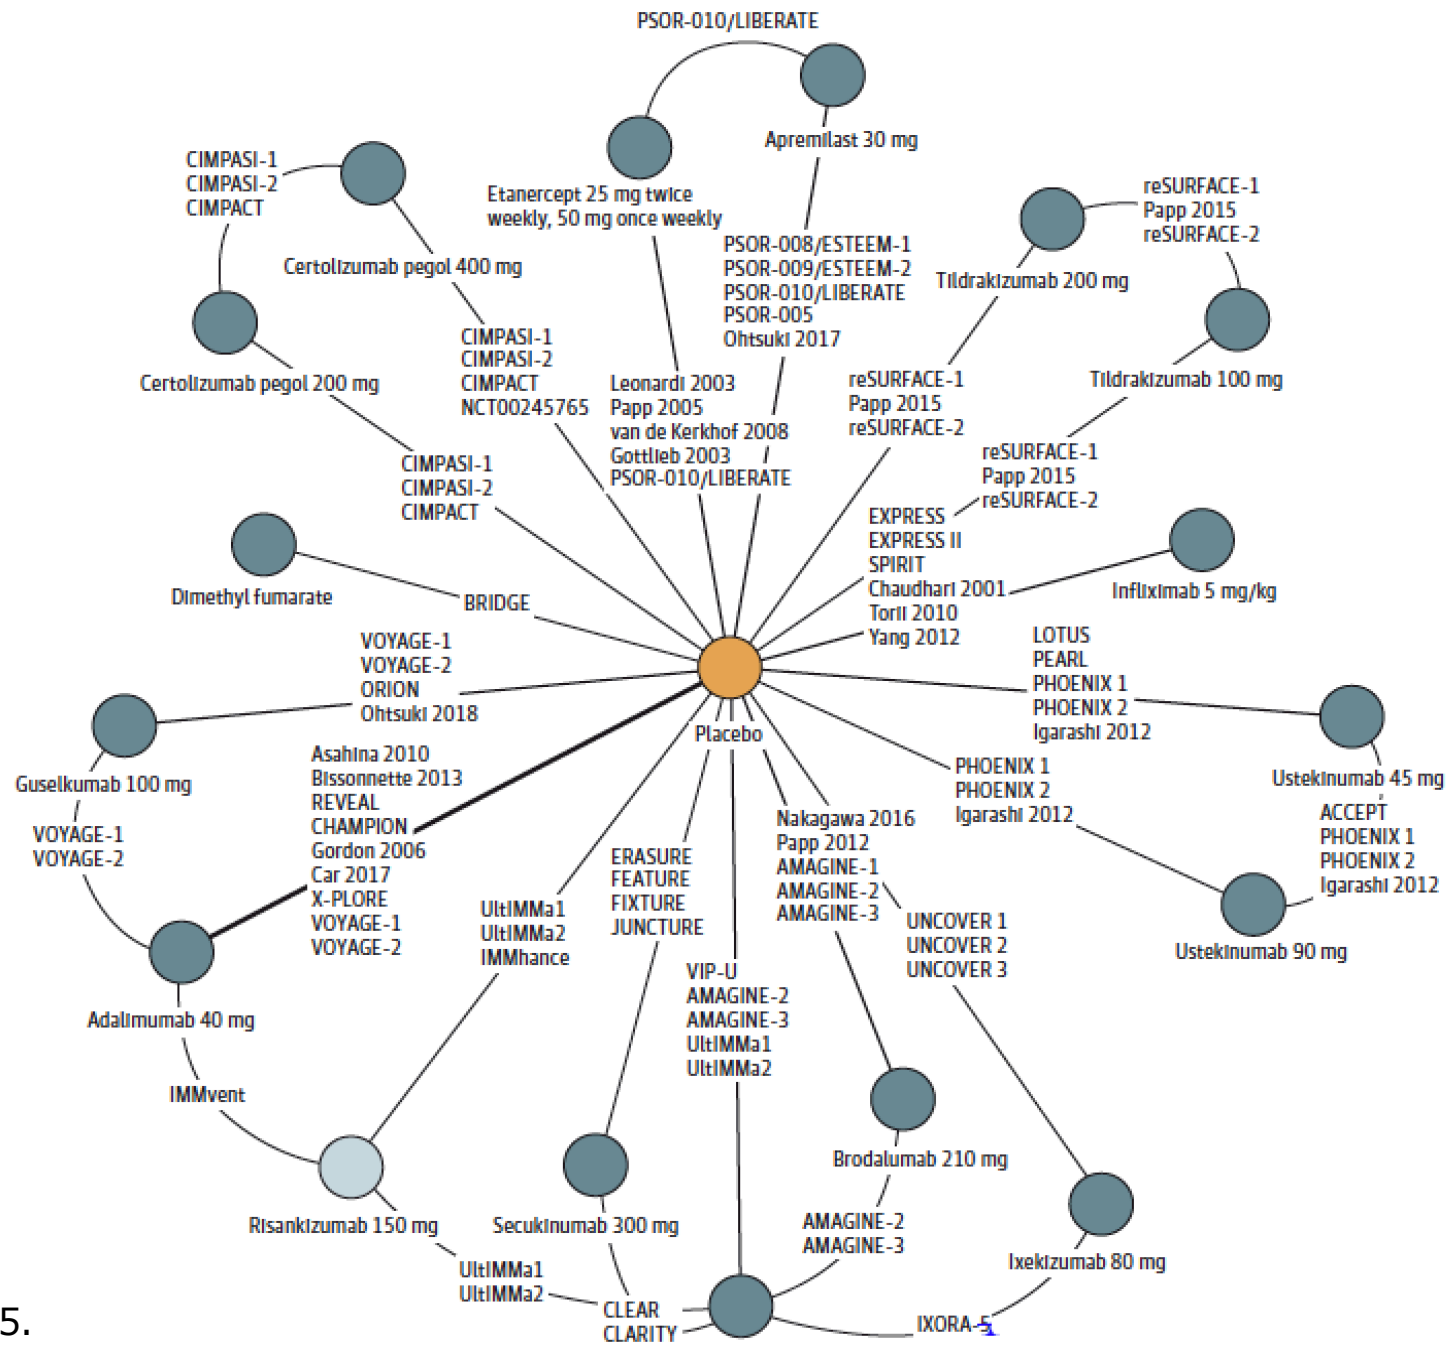 PSOR-010/LIBERATE
Apremilast 30 mg
Etanercept 25 mg twice
weekly, 50 mg once weekly
CIMPASI-1
CIMPASI-2
CIMPACT
Certolizumab pegol 400 mg
Certolizumab pegol 200 mg
CIMPASI-1
CIMPASI-2
CIMPACT
NCT00245765
CIMPASI-1
CIMPASI-2
CIMPACT
Leonardi 2003
Papp 2005
van de Kerkhof 2008
Gottlieb 2003
PSOR-010/LIBERATE
PSOR-008/ESTEEM-1
PSOR-009/ESTEEM-2
PSOR-010/LIBERATE
PSOR-005
Ohtsuki 2017
reSURFACE-1
Papp 2015
reSURFACE-2
Tildrakizumab 200 mg
Tildrakizumab 100 mg
reSURFACE-1
Papp 2015
reSURFACE-2
reSURFACE-1
Papp 2015
reSURFACE-2
EXPRESS
EXPRESS II
SPIRIT
Chaudhari 2001
Torii 2010
Yang 2012
Infliximab 5 mg/kg
Dimethyl fumarate
BRIDGE
VOYAGE-1
VOYAGE-2
ORION
Ohtsuki 2018
Guselkumab 100 mg
VOYAGE-1
VOYAGE-2
Asahina 2010
Bissonnette 2013
REVEAL
CHAMPION
Gordon 2006
Car 2017
X-PLORE
VOYAGE-1
VOYAGE-2
Placebo
LOTUS
PEARL
PHOENIX 1
PHOENIX 2
Igarashi 2012
Ustekinumab 45 mg
PHOENIX 1
PHOENIX 2
Igarashi 2012
ACCEPT
PHOENIX 1
PHOENIX 2
Igarashi 2012
Ustekinumab 90 mg
Adalimumab 40 mg
IMMvent
UltIMMa1
UltIMMa2
IMMhance
ERASURE
FEATURE
FIXTURE
JUNCTURE
VIP-U
AMAGINE-2
AMAGINE-3
UltIMMa1
UltIMMa2
Nakagawa 2016
Papp 2012
AMAGINE-1
AMAGINE-2
AMAGINE-3
UNCOVER 1
UNCOVER 2
UNCOVER 3
Brodalumab 210 mg
AMAGINE-2
AMAGINE-3
Risankizumab 150 mg
Secukinumab 300 mg
Ixekizumab 80 mg
UltIMMa1
UltIMMa2
CLEAR
CLARITY
IXORA-S
5.